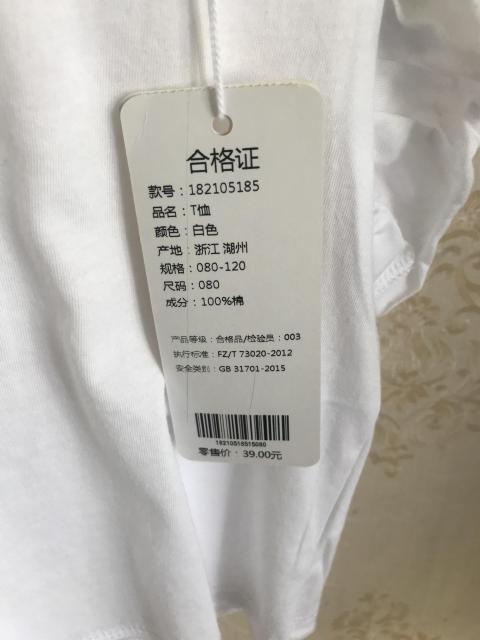 合格证
款号：182105185
品名：T恤
颜色：白色
产地：浙江 湖州
规格：080-120
尺码：080
成分：100%棉
产品等级：合格品/检验员：003
执行标准：FZ/T 73020-2012
安全类别：GB 31701-2015
18210518515080
零售价：39.00元